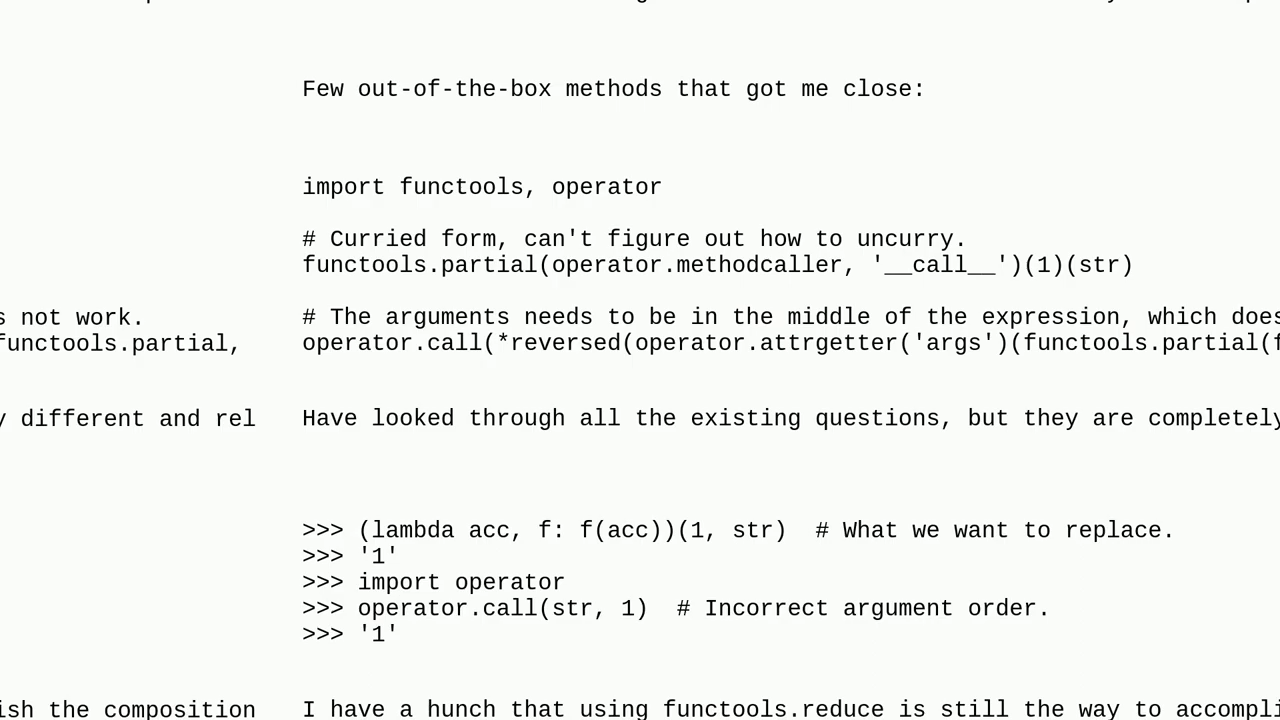 Few out-of-the-box methods that got me close:
import functools, operator
# Curried form, can't figure out how to uncurry.
functools.partial(operator.methodcaller, '__call__')(1)(str)
s not work.
# The arguments needs to be in the middle of the expression, which does
functools.partial,
operator.call(*reversed(operator.attrgetter('args')(functools.partial(f
y different and rel
Have looked through all the existing questions, but they are completely
>>> (lambda acc, f: f(acc))(1, str)  # What we want to replace.
>>> '1'
>>> import operator
>>> operator.call(str, 1)  # Incorrect argument order.
>>> '1'
ish the composition
I have a hunch that using functools.reduce is still the way to accompli